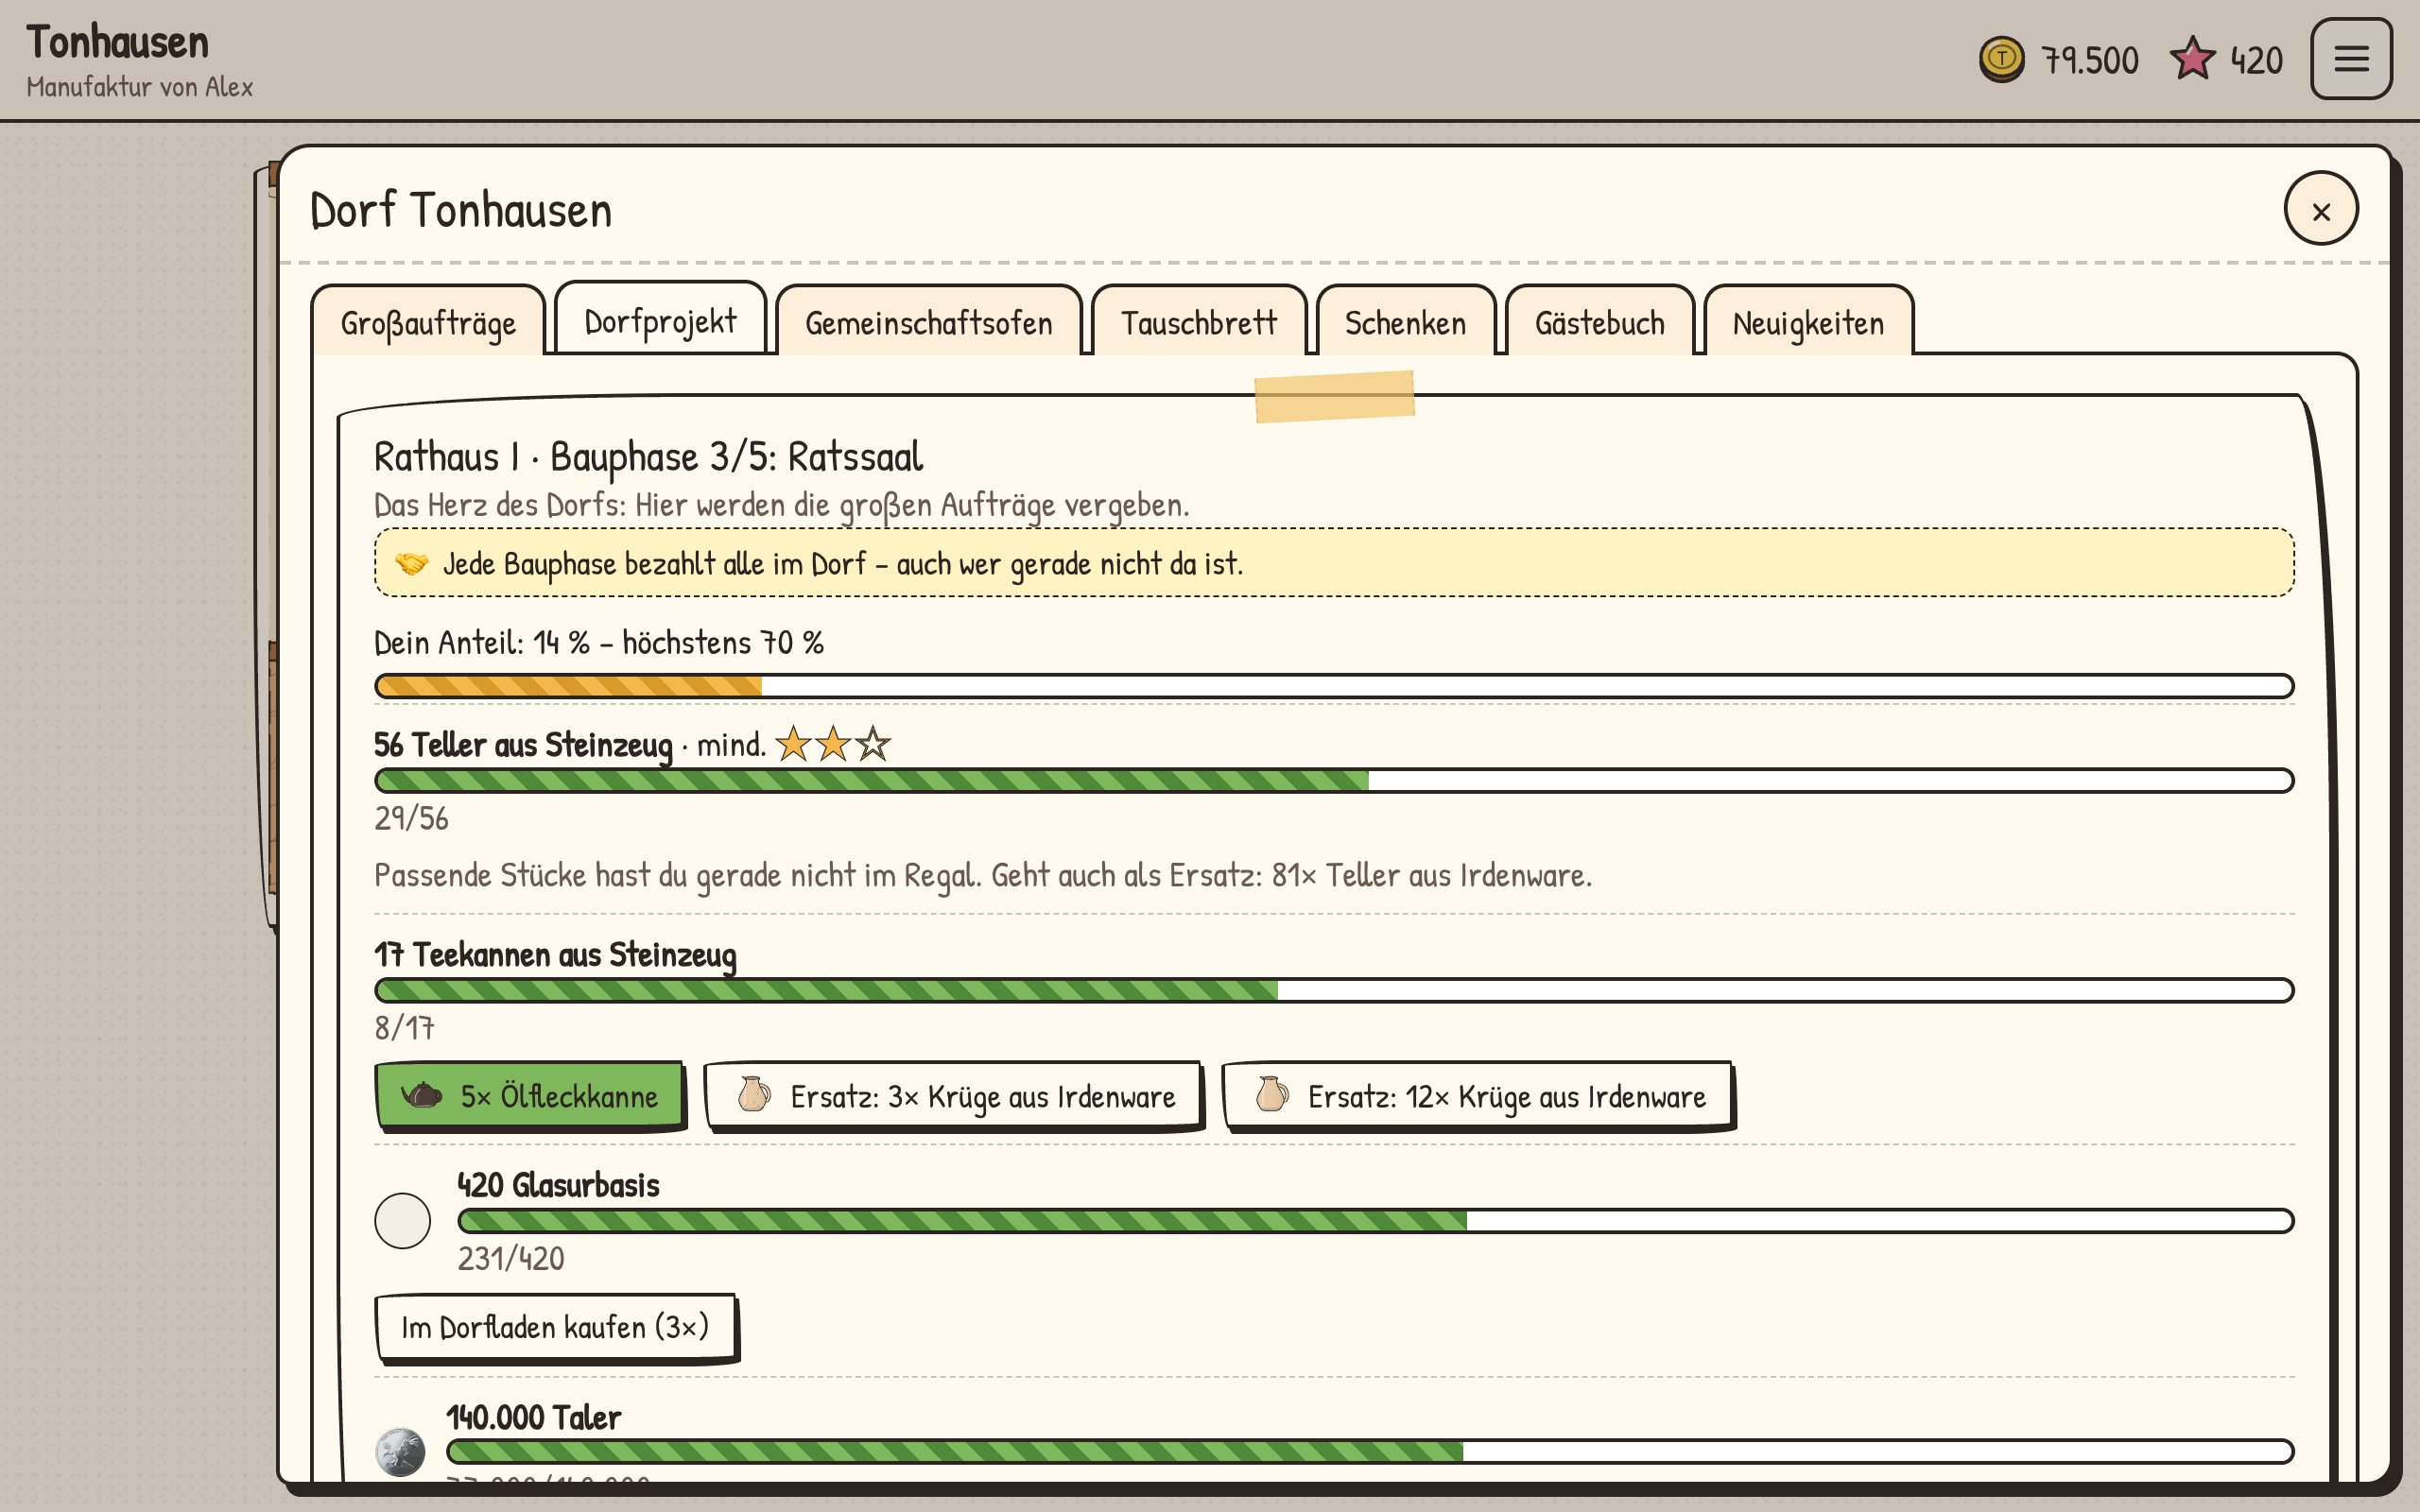 Tonhausen
Manufaktur von Alex
79.500
420
Dorf Tonhausen
×
Großaufträge
Dorfprojekt
Gemeinschaftsofen
Tauschbrett
Schenken
Gästebuch
Neuigkeiten
Rathaus I · Bauphase 3/5: Ratssaal
Das Herz des Dorfs: Hier werden die großen Aufträge vergeben.
Jede Bauphase bezahlt alle im Dorf – auch wer gerade nicht da ist.
Dein Anteil: 14 % – höchstens 70 %
56 Teller aus Steinzeug · mind.
29/56
Passende Stücke hast du gerade nicht im Regal. Geht auch als Ersatz: 81× Teller aus Irdenware.
17 Teekannen aus Steinzeug
8/17
5× Ölfleckkanne
Ersatz: 3× Krüge aus Irdenware
Ersatz: 12× Krüge aus Irdenware
420 Glasurbasis
231/420
Im Dorfladen kaufen (3×)
140.000 Taler